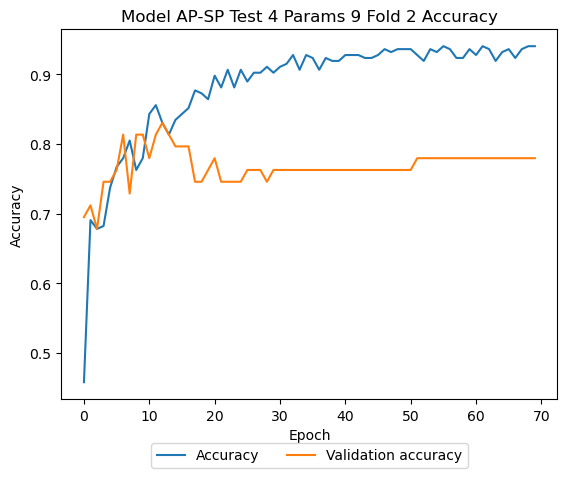 Model AP-SP Test 4 Params 9 Fold 2 Accuracy
Accuracy
0.9
0.8
0.7
0.6
0.5
0 10 20 30 40 50 60 70
Epoch
Accuracy Validation accuracy